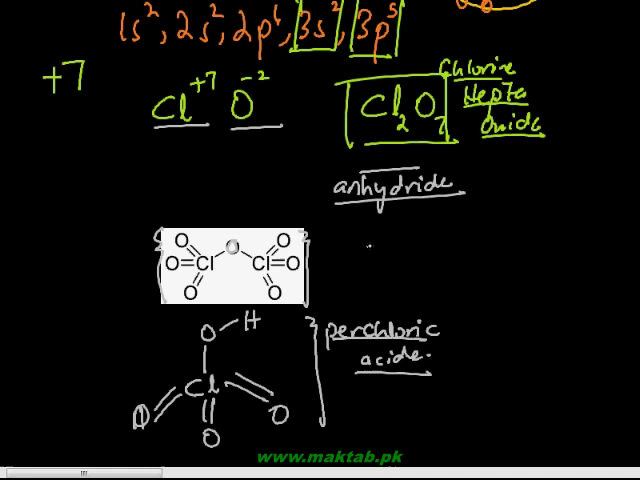 1s², 2s², 2p⁶, 3s², 3p⁵
+7
Cl⁺⁷ O⁻²
Cl₂O₇
Chlorine
Hepta
Oxide
anhydride
O O O
O=Cl Cl=O
O O
O-H
perchloric
acide.
Cl
O O
O
www.maktab.pk